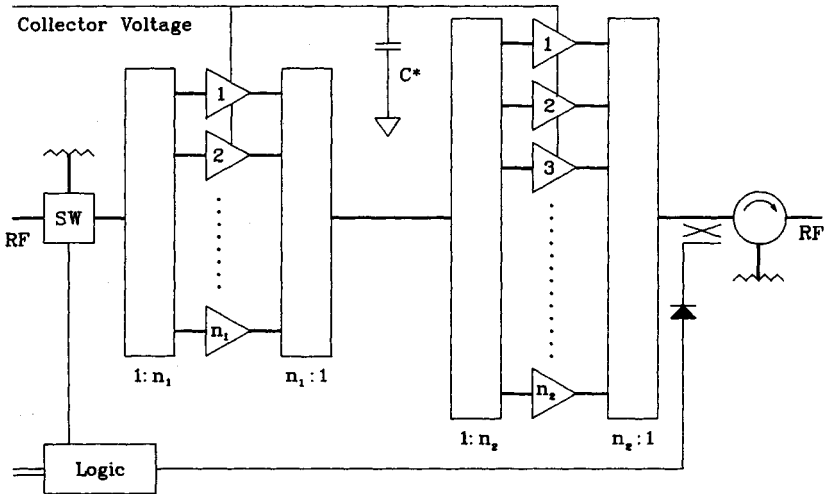 Collector Voltage
C*
1
2
n₁
1
2
3
n₂
SW
RF
RF
1:n₁
n₁:1
1:n₂
n₂:1
Logic